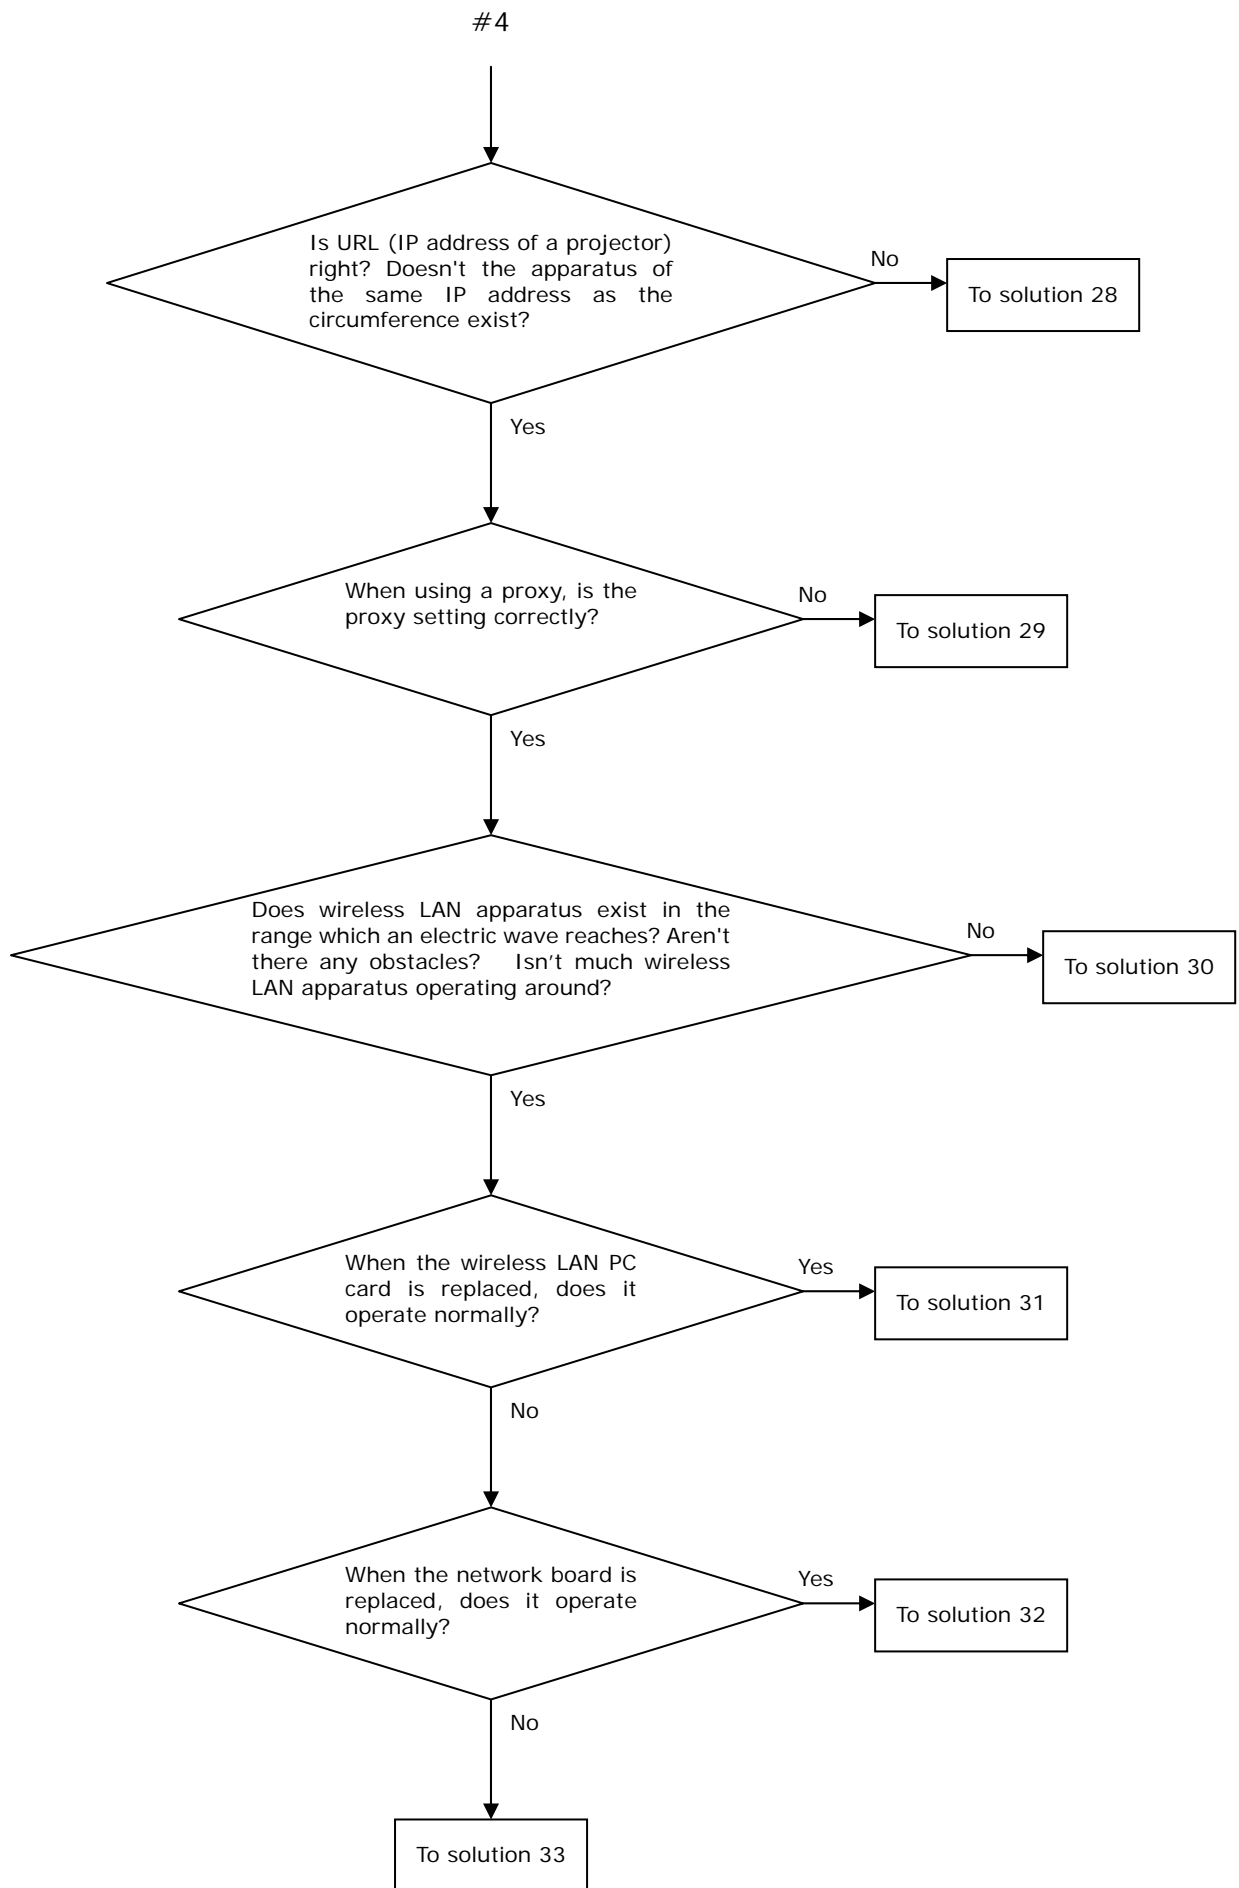 #4
Is URL (IP address of a projector)
right? Doesn't the apparatus of
the same IP address as the
circumference exist?
No
To solution 28
Yes
When using a proxy, is the
proxy setting correctly?
No
To solution 29
Yes
Does wireless LAN apparatus exist in the
range which an electric wave reaches? Aren't
there any obstacles? Isn't much wireless
LAN apparatus operating around?
No
To solution 30
Yes
When the wireless LAN PC
card is replaced, does it
operate normally?
Yes
To solution 31
No
When the network board is
replaced, does it operate
normally?
Yes
To solution 32
No
To solution 33